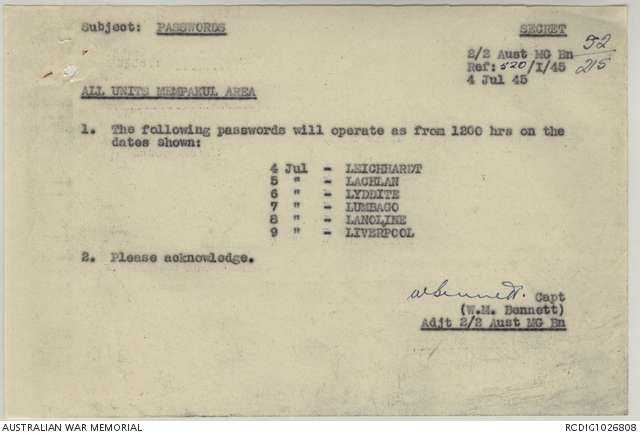 Subject: PASSWORDS
SECRET
2/2 Aust MG Bn
Ref: 520/I/45
4 Jul 45
52
215
ALL UNITS MEMPAKUL AREA
1. The following passwords will operate as from 1200 hrs on the
dates shown:
4 Jul - LEICHHARDT
5 " - LACHLAN
6 " - LYDDITE
7 " - LUMBAGO
8 " - LANOLINE
9 " - LIVERPOOL
2. Please acknowledge.
WBennett. Capt
(W.M. Bennett)
Adjt 2/2 Aust MG Bn
AUSTRALIAN WAR MEMORIAL
RCDIG1026808